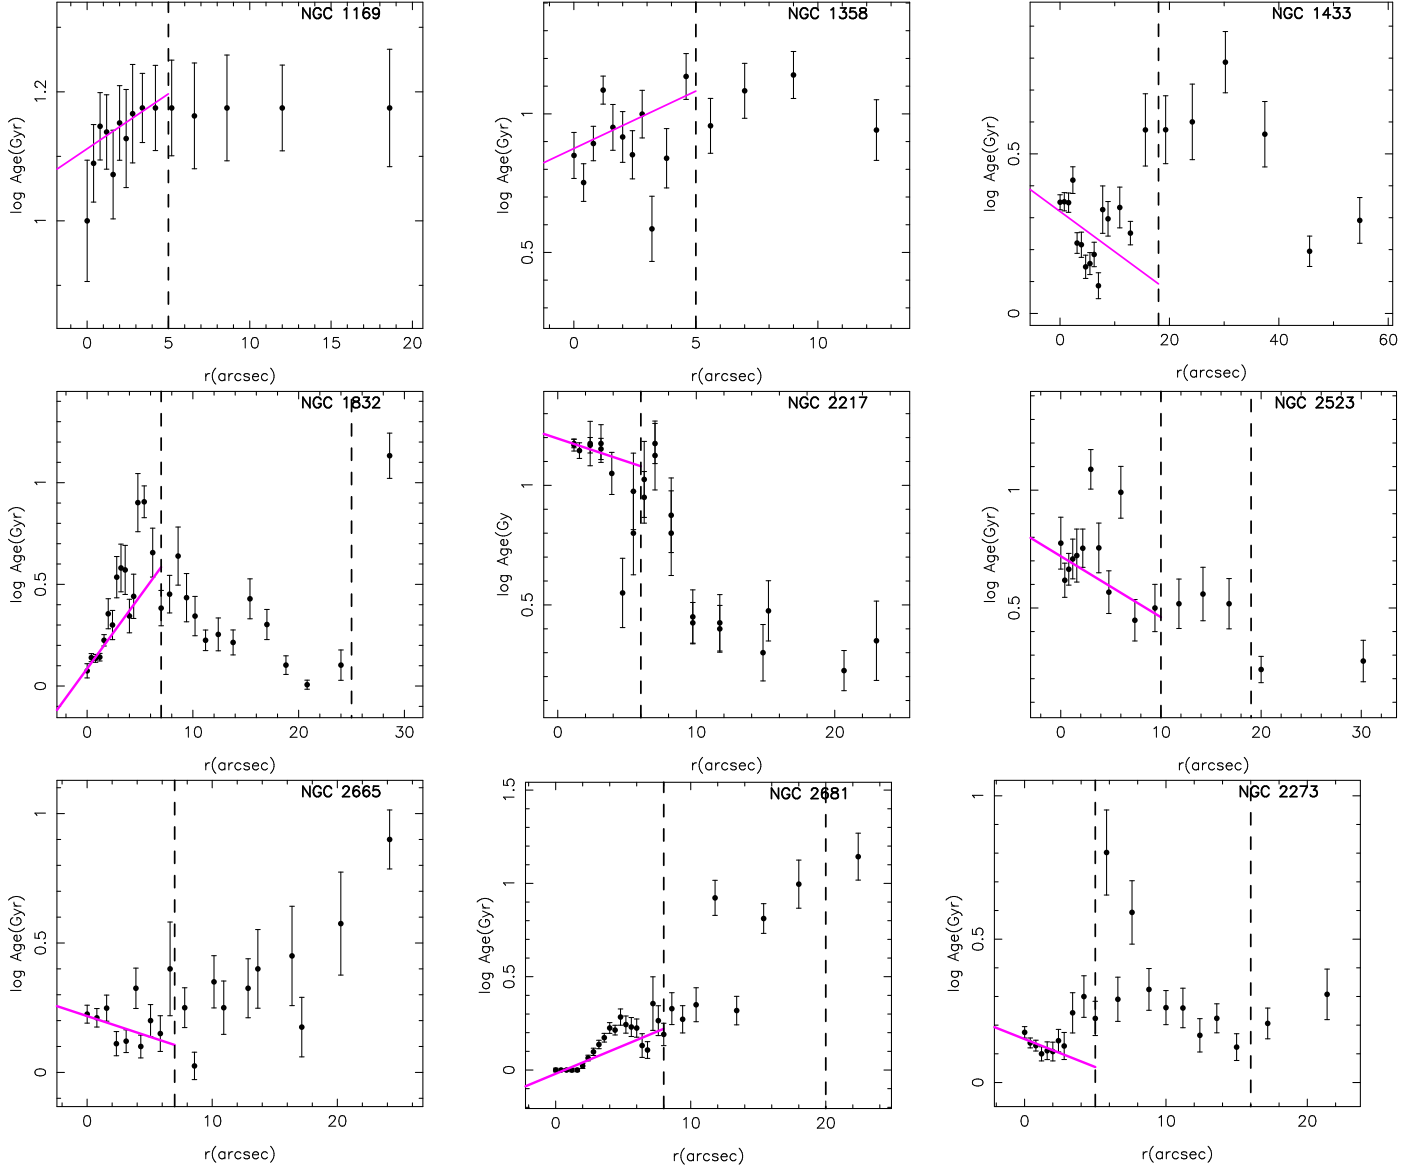 NGC 1169
log Age(Gyr)
1.2
1
0 5 10 15 20
r(arcsec)
NGC 1358
log Age(Gyr)
1
0.5
0 5 10
r(arcsec)
NGC 1433
log Age(Gyr)
0.5
0
0 20 40 60
r(arcsec)
NGC 1832
log Age(Gyr)
1
0.5
0
0 10 20 30
r(arcsec)
NGC 2217
log Age(Gy
1
0.5
0 5 10 15 20
r(arcsec)
NGC 2523
log Age(Gyr)
1
0.5
0 10 20 30
r(arcsec)
NGC 2665
log Age(Gyr)
1
0.5
0
0 10 20
r(arcsec)
NGC 2681
log Age(Gyr)
1.5
1
0.5
0
0 10 20
r(arcsec)
NGC 2273
log Age(Gyr)
1
0.5
0
0 10 20
r(arcsec)